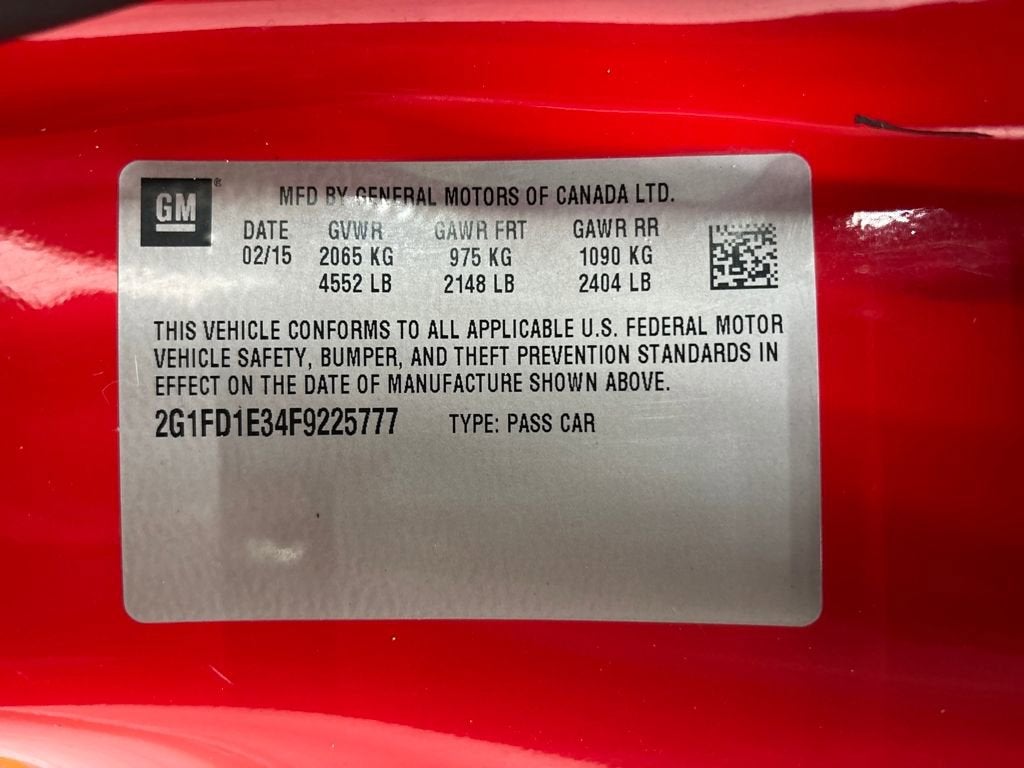 GM®
MFD BY GENERAL MOTORS OF CANADA LTD.
DATE GVWR GAWR FRT GAWR RR
02/15 2065 KG 975 KG 1090 KG
4552 LB 2148 LB 2404 LB
THIS VEHICLE CONFORMS TO ALL APPLICABLE U.S. FEDERAL MOTOR
VEHICLE SAFETY, BUMPER, AND THEFT PREVENTION STANDARDS IN
EFFECT ON THE DATE OF MANUFACTURE SHOWN ABOVE.
2G1FD1E34F9225777 TYPE: PASS CAR